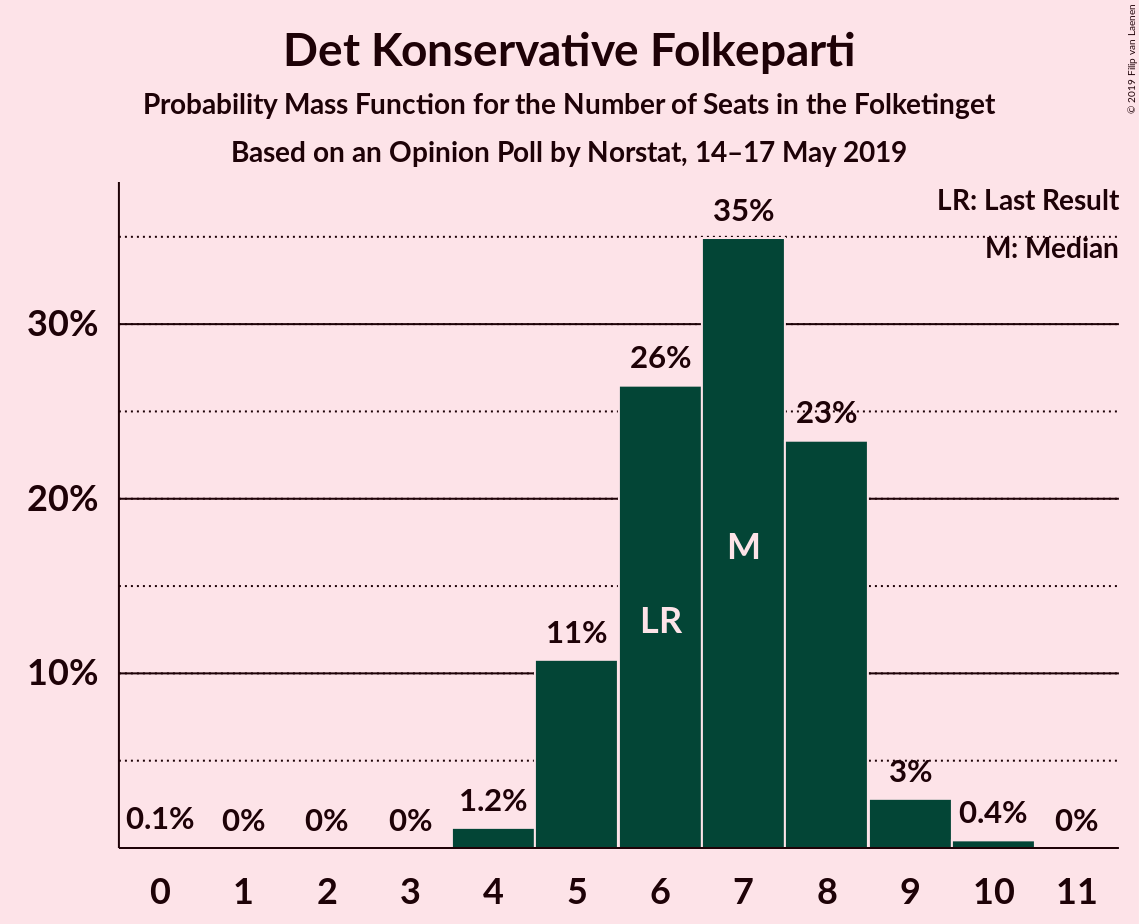 Det Konservative Folkeparti
Probability Mass Function for the Number of Seats in the Folketinget
Based on an Opinion Poll by Norstat, 14–17 May 2019
© 2019 Filip van Laenen
LR: Last Result
M: Median
30%
20%
10%
0.1%
0%
0%
0%
1.2%
11%
26%
35%
23%
3%
0.4%
0%
LR
M
0 1 2 3 4 5 6 7 8 9 10 11